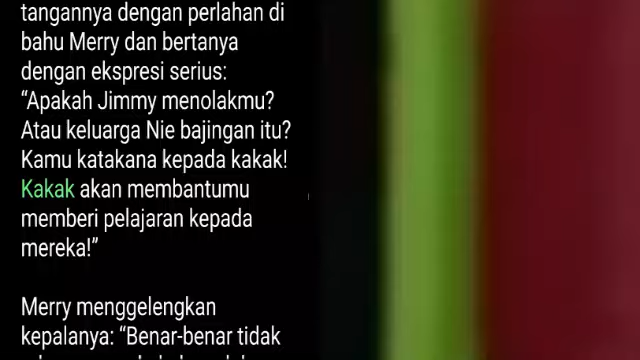 tangannya dengan perlahan di
bahu Merry dan bertanya
dengan ekspresi serius:
“Apakah Jimmy menolakmu?
Atau keluarga Nie bajingan itu?
Kamu katakana kepada kakak!
Kakak akan membantumu
memberi pelajaran kepada
mereka!”
Merry menggelengkan
kepalanya: “Benar-benar tidak